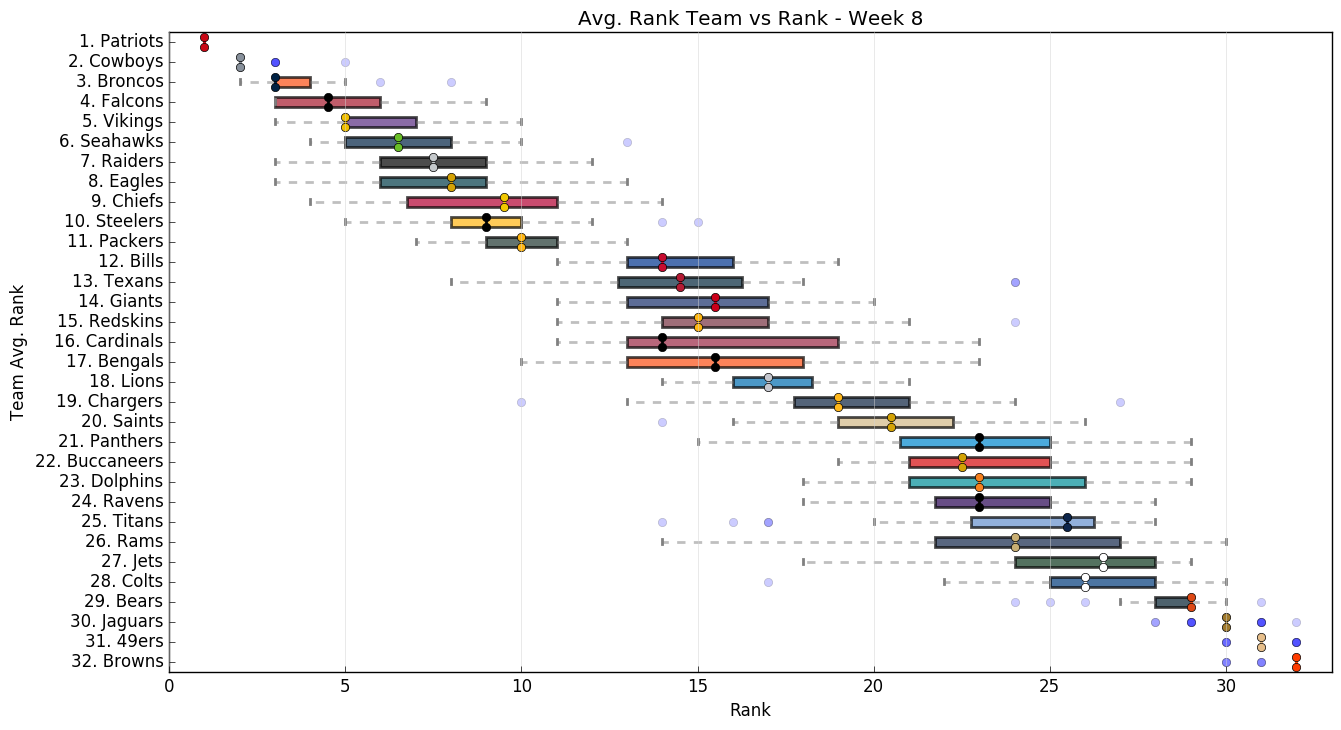 Avg. Rank Team vs Rank - Week 8
1. Patriots
2. Cowboys
3. Broncos
4. Falcons
5. Vikings
6. Seahawks
7. Raiders
8. Eagles
9. Chiefs
10. Steelers
11. Packers
12. Bills
13. Texans
14. Giants
15. Redskins
16. Cardinals
17. Bengals
18. Lions
19. Chargers
20. Saints
21. Panthers
22. Buccaneers
23. Dolphins
24. Ravens
25. Titans
26. Rams
27. Jets
28. Colts
29. Bears
30. Jaguars
31. 49ers
32. Browns
Team Avg. Rank
0 5 10 15 20 25 30
Rank